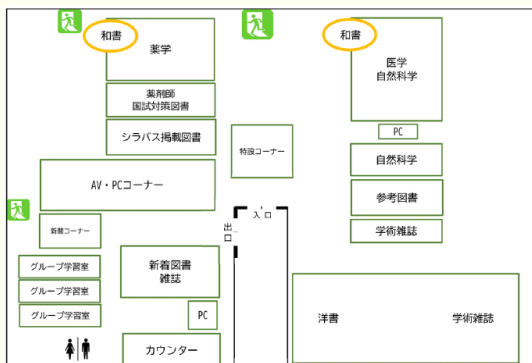 和書
薬学
薬剤師
国試対策図書
シラバス掲載図書
AV・PCコーナー
新聞コーナー
グループ学習室
グループ学習室
グループ学習室
新着図書
雑誌
PC
カウンター
特設コーナー
入口
出口
和書
医学
自然科学
PC
自然科学
参考図書
学術雑誌
洋書
学術雑誌